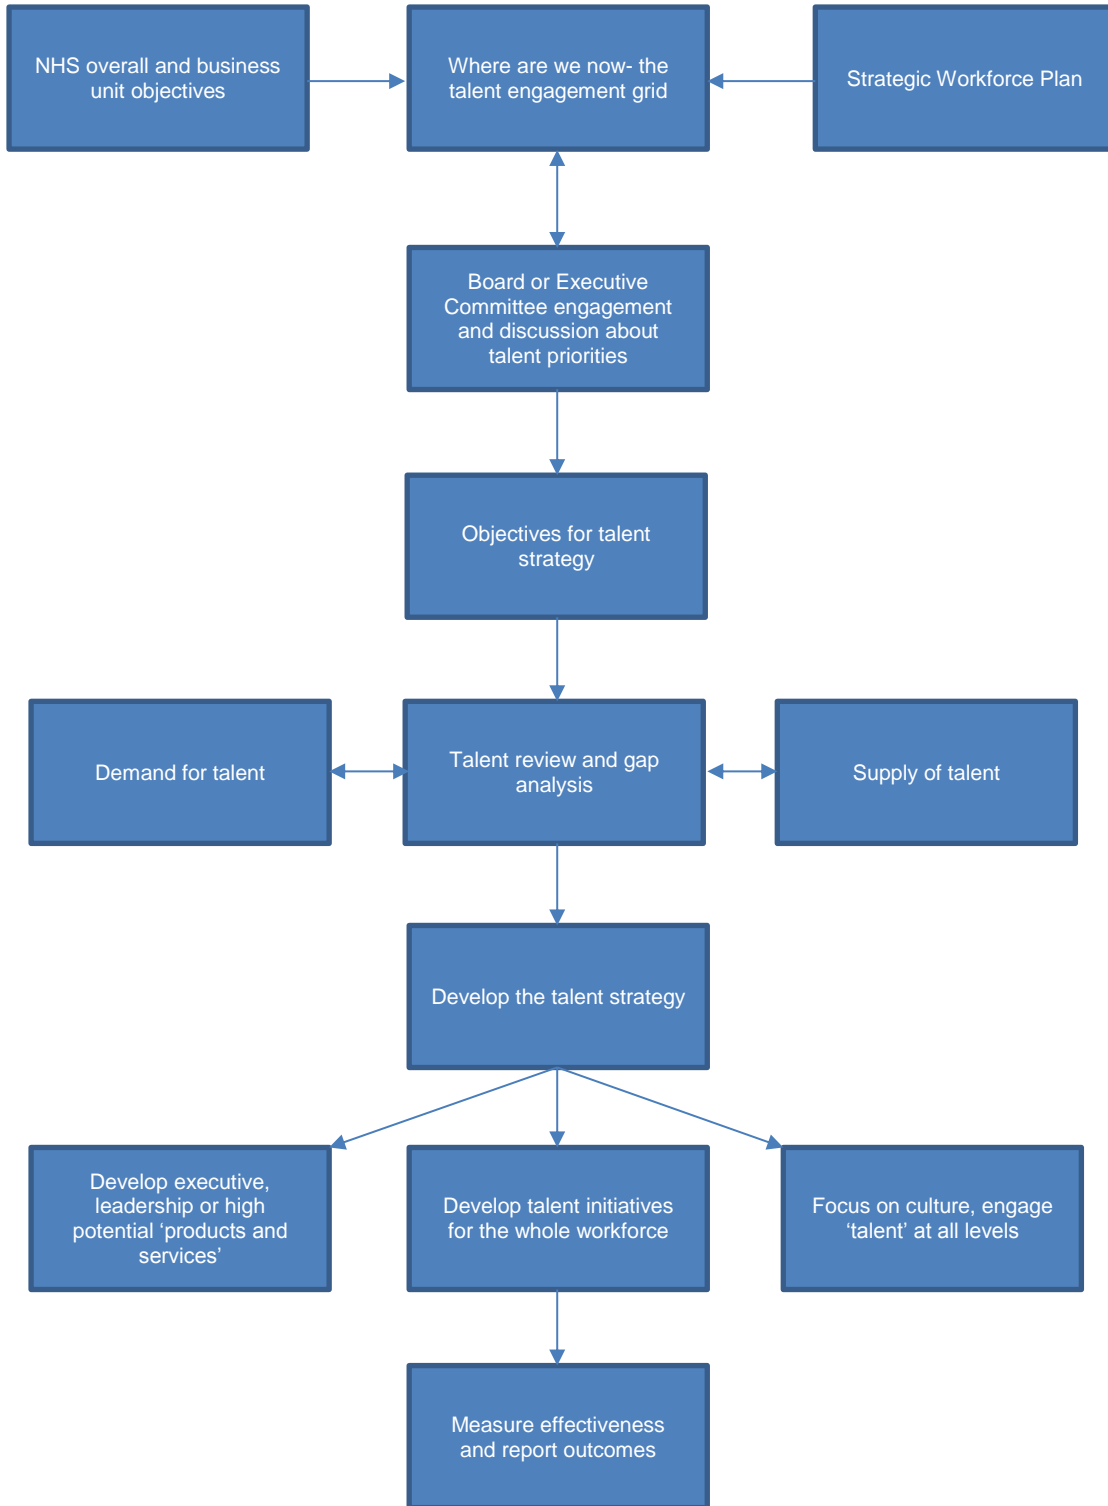 NHS overall and business
unit objectives
Where are we now- the
talent engagement grid
Strategic Workforce Plan
Board or Executive
Committee engagement
and discussion about
talent priorities
Objectives for talent
strategy
Demand for talent
Talent review and gap
analysis
Supply of talent
Develop the talent strategy
Develop executive,
leadership or high
potential ‘products and
services’
Develop talent initiatives
for the whole workforce
Focus on culture, engage
‘talent’ at all levels
Measure effectiveness
and report outcomes